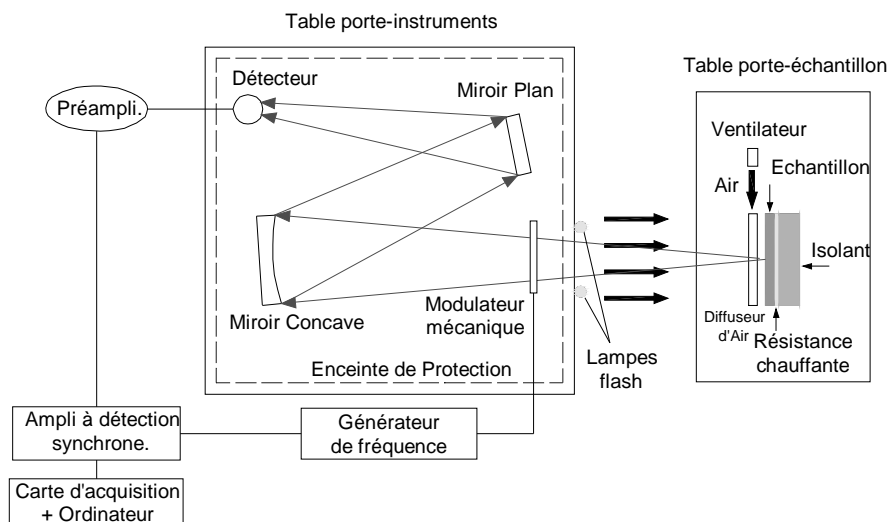 Table porte-instruments
Table porte-échantillon
Détecteur
Miroir Plan
Préampli.
Ventilateur
Echantillon
Air
Isolant
Miroir Concave
Modulateur
mécanique
Diffuseur
d'Air
Résistance
chauffante
Lampes
flash
Enceinte de Protection
Ampli à détection
synchrone.
Générateur
de fréquence
Carte d'acquisition
+ Ordinateur